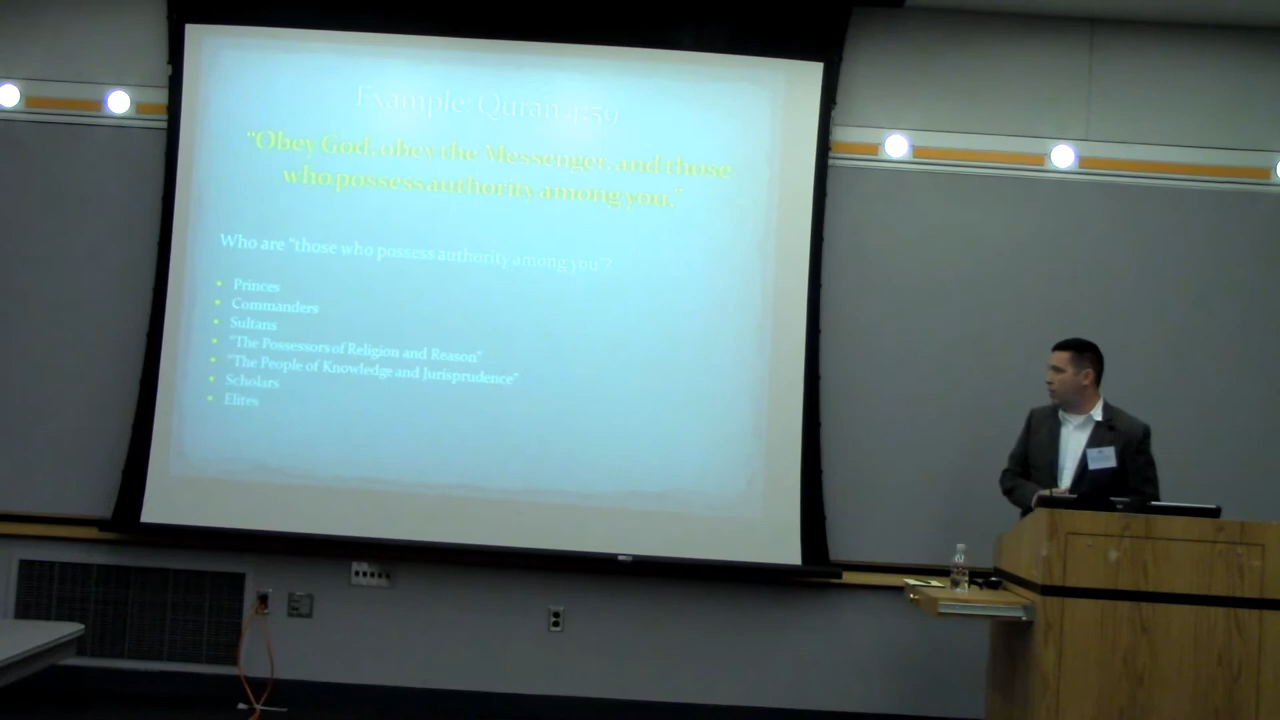 Example: Quran 4:59
“Obey God, obey the Messenger, and those
who possess authority among you.”
Who are “those who possess authority among you”?
• Princes
• Commanders
• Sultans
• “The Possessors of Religion and Reason”
• “The People of Knowledge and Jurisprudence”
• Scholars
• Elites